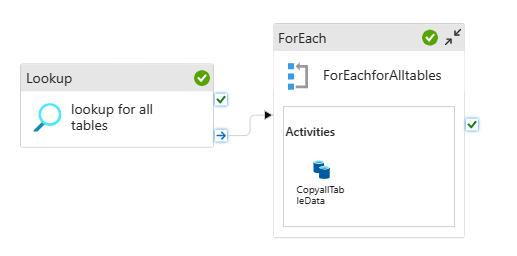 Lookup
lookup for all
tables
ForEach
ForEachforAlltables
Activities
CopyallTab
leData